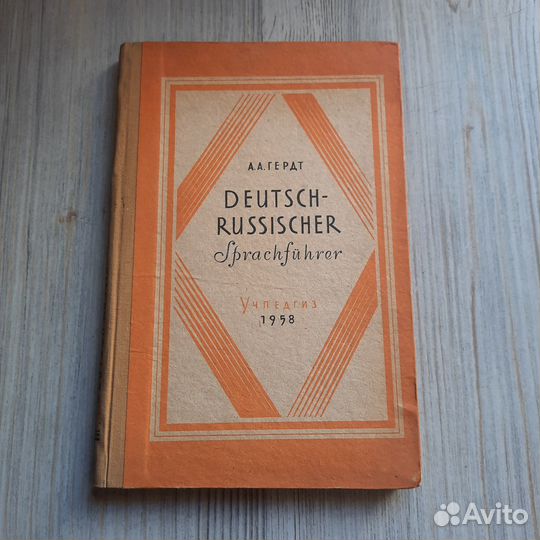 А.А.ГЕРДТ
DEUTSCH-
RUSSISCHER
Sprachführer
УЧПЕДГИЗ
1958
Avito